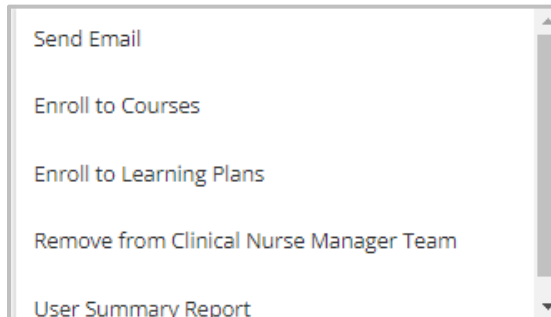 Send Email
Enroll to Courses
Enroll to Learning Plans
Remove from Clinical Nurse Manager Team
User Summary Report